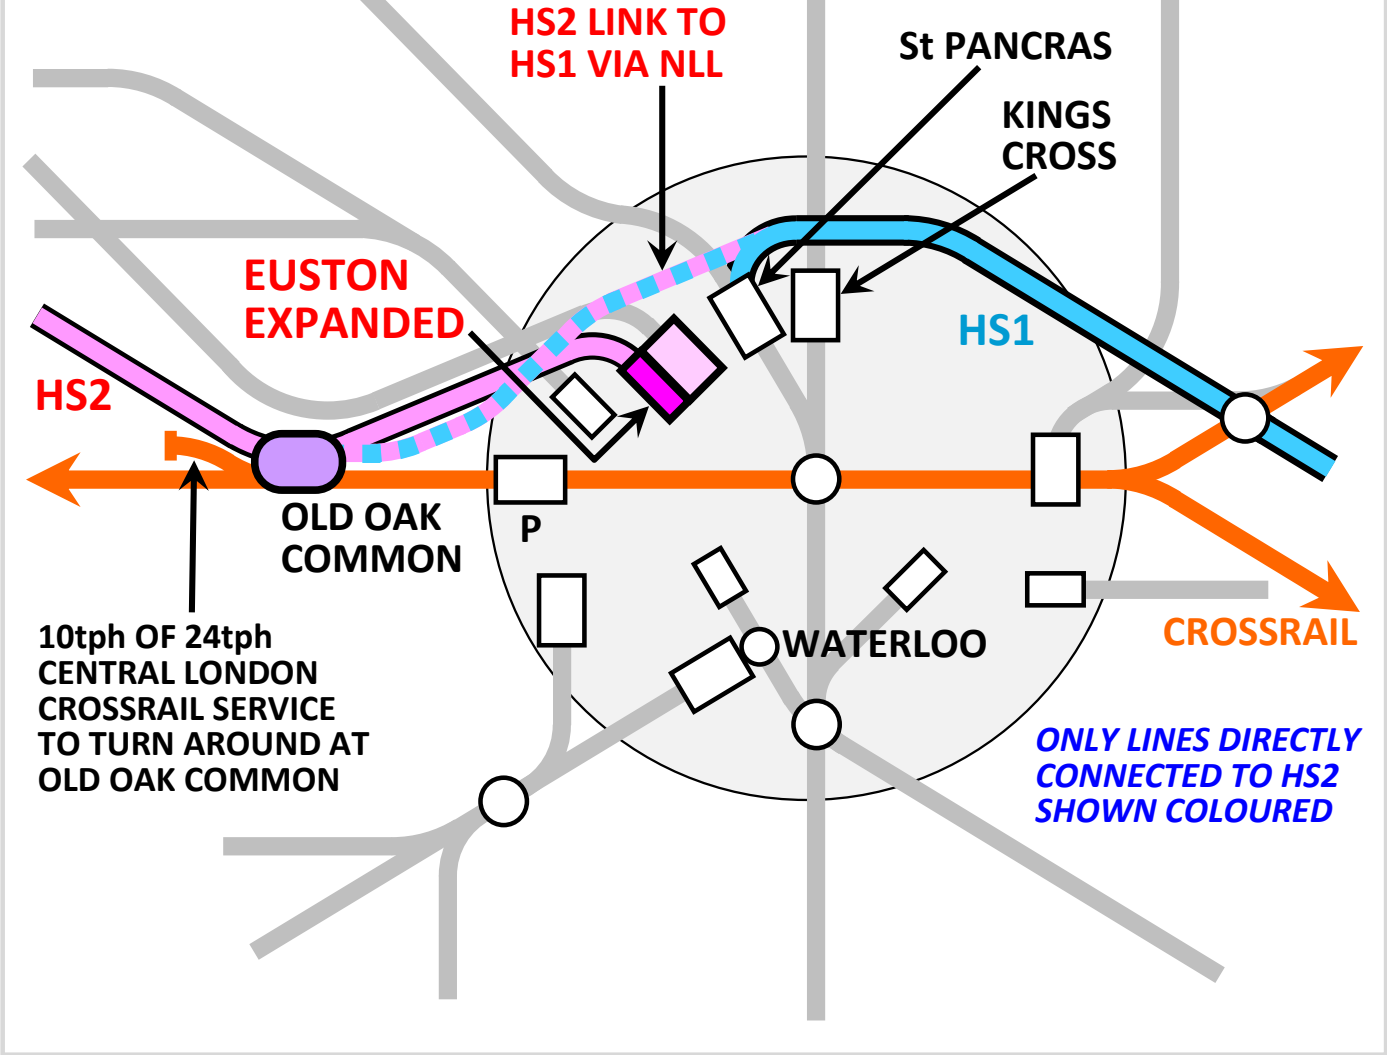 HS2 LINK TO
HS1 VIA NLL
St PANCRAS
KINGS
CROSS
EUSTON
EXPANDED
HS1
HS2
OLD OAK
COMMON
P
10tph OF 24tph
CENTRAL LONDON
CROSSRAIL SERVICE
TO TURN AROUND AT
OLD OAK COMMON
WATERLOO
CROSSRAIL
ONLY LINES DIRECTLY
CONNECTED TO HS2
SHOWN COLOURED